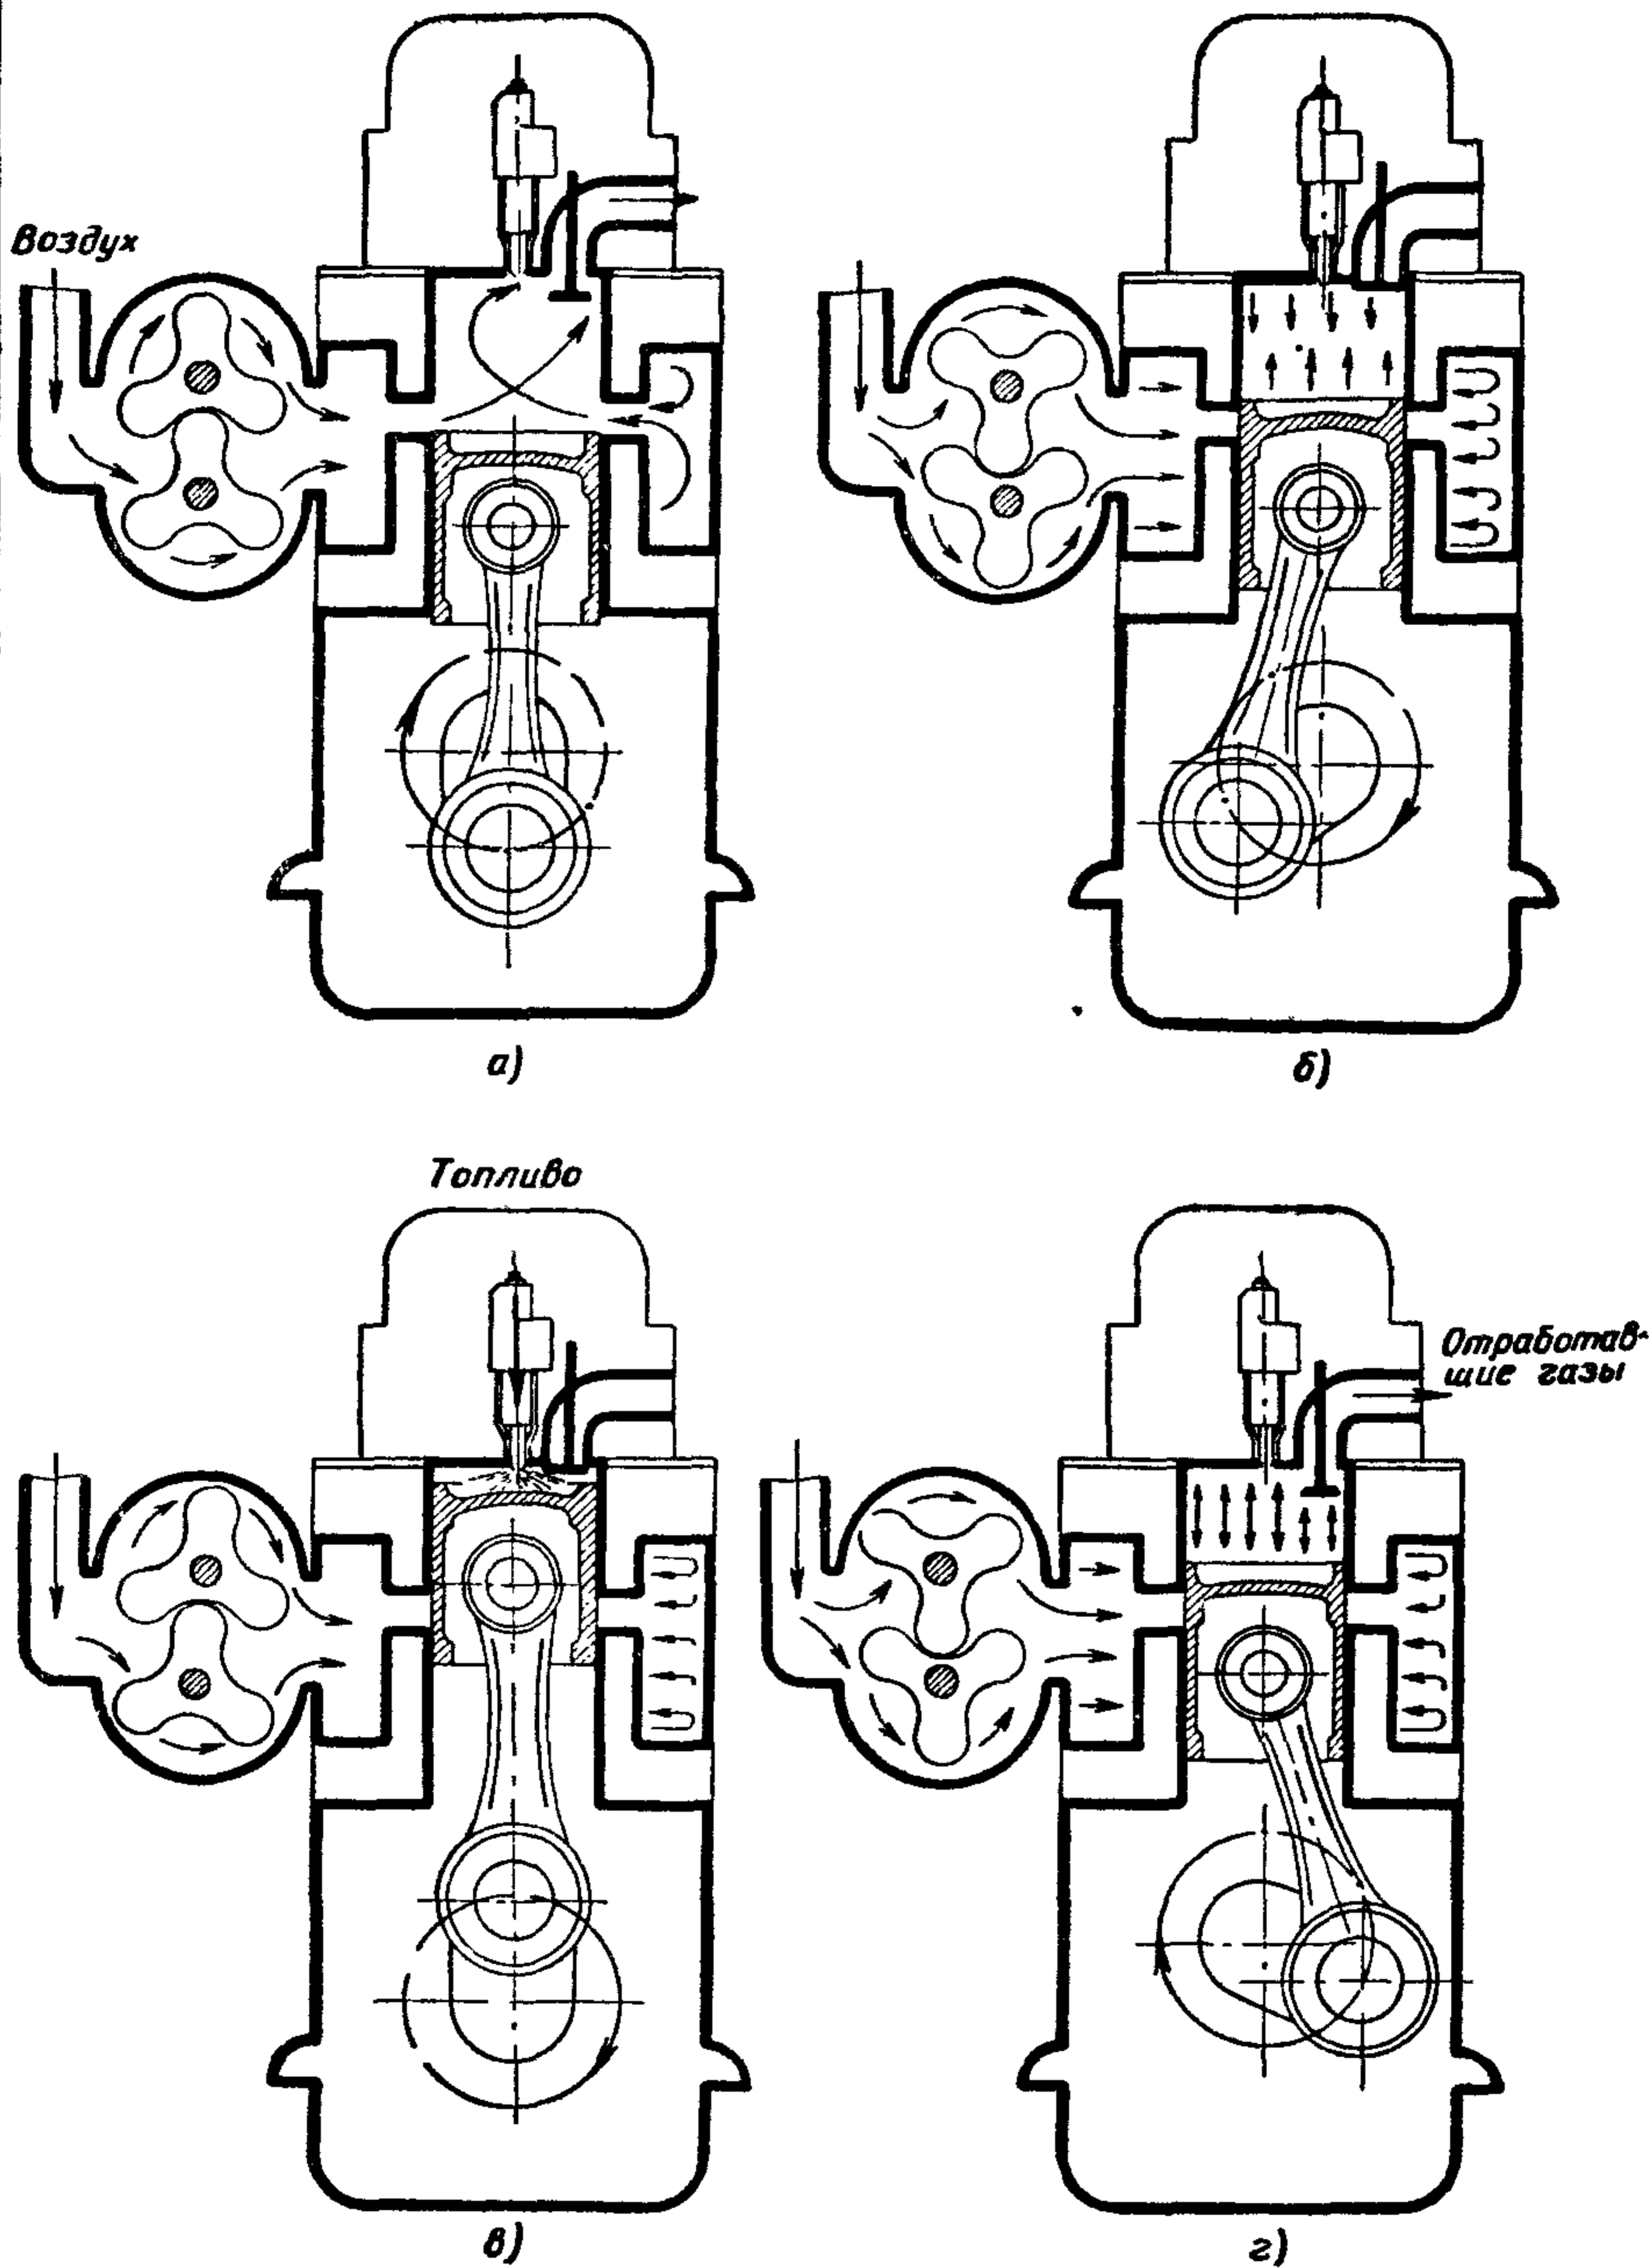 Воздух
а)
б)
Топливо
Отработав-
шие газы
в)
г)